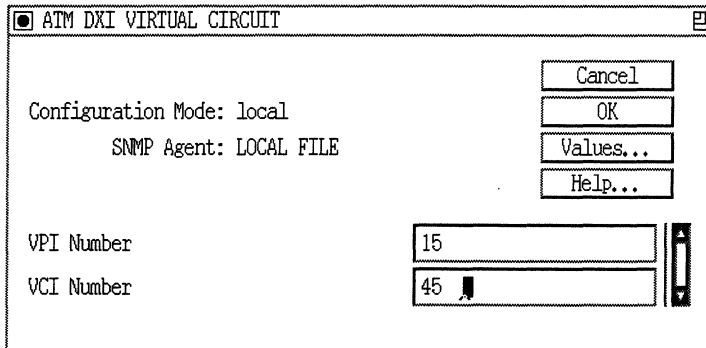 ATM DXI VIRTUAL CIRCUIT
Cancel
Configuration Mode: local
OK
SNMP Agent: LOCAL FILE
Values...
Help...
VPI Number
15
VCI Number
45